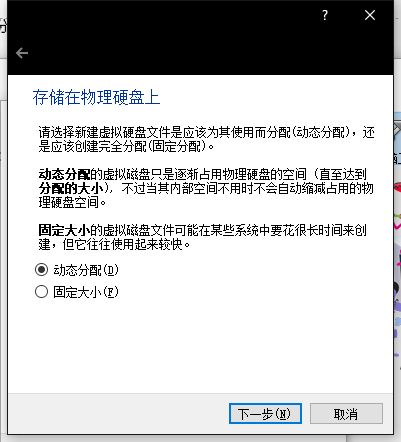 ?
存储在物理硬盘上
请选择新建虚拟硬盘文件是应该为其使用而分配(动态分配)，还
是应该创建完全分配(固定分配)。
动态分配的虚拟磁盘只是逐渐占用物理硬盘的空间（直至达到
分配的大小），不过当其内部空间不用时不会自动缩减占用的物
理硬盘空间。
固定大小的虚拟磁盘文件可能在某些系统中要花很长时间来创
建，但它往往使用起来较快。
动态分配(D)
固定大小(F)
下一步(N)
取消